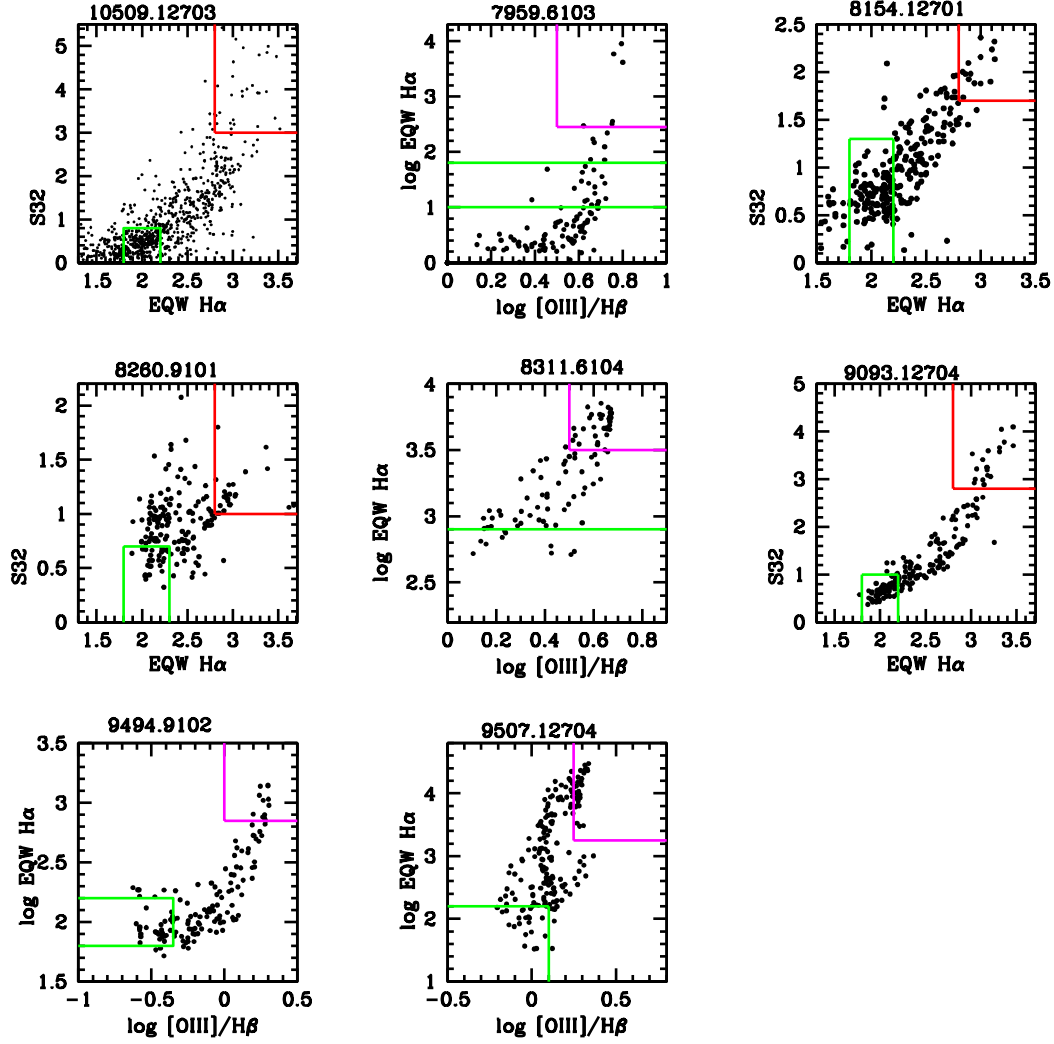 10509.12703
5
4
3
2
1
0
S32
1.5 2 2.5 3 3.5
EQW Hα
7959.6103
4
3
2
1
0
log EQW Hα
0 0.2 0.4 0.6 0.8 1
log [OIII]/Hβ
8154.12701
2.5
2
1.5
1
0.5
0
S32
1.5 2 2.5 3 3.5
EQW Hα
8260.9101
2
1.5
1
0.5
0
S32
1.5 2 2.5 3 3.5
EQW Hα
8311.6104
4
3.5
3
2.5
log EQW Hα
0 0.2 0.4 0.6 0.8
log [OIII]/Hβ
9093.12704
5
4
3
2
1
0
S32
1.5 2 2.5 3 3.5
EQW Hα
9494.9102
3.5
3
2.5
2
1.5
log EQW Hα
−1 −0.5 0 0.5
log [OIII]/Hβ
9507.12704
4
3
2
1
log EQW Hα
−0.5 0 0.5
log [OIII]/Hβ